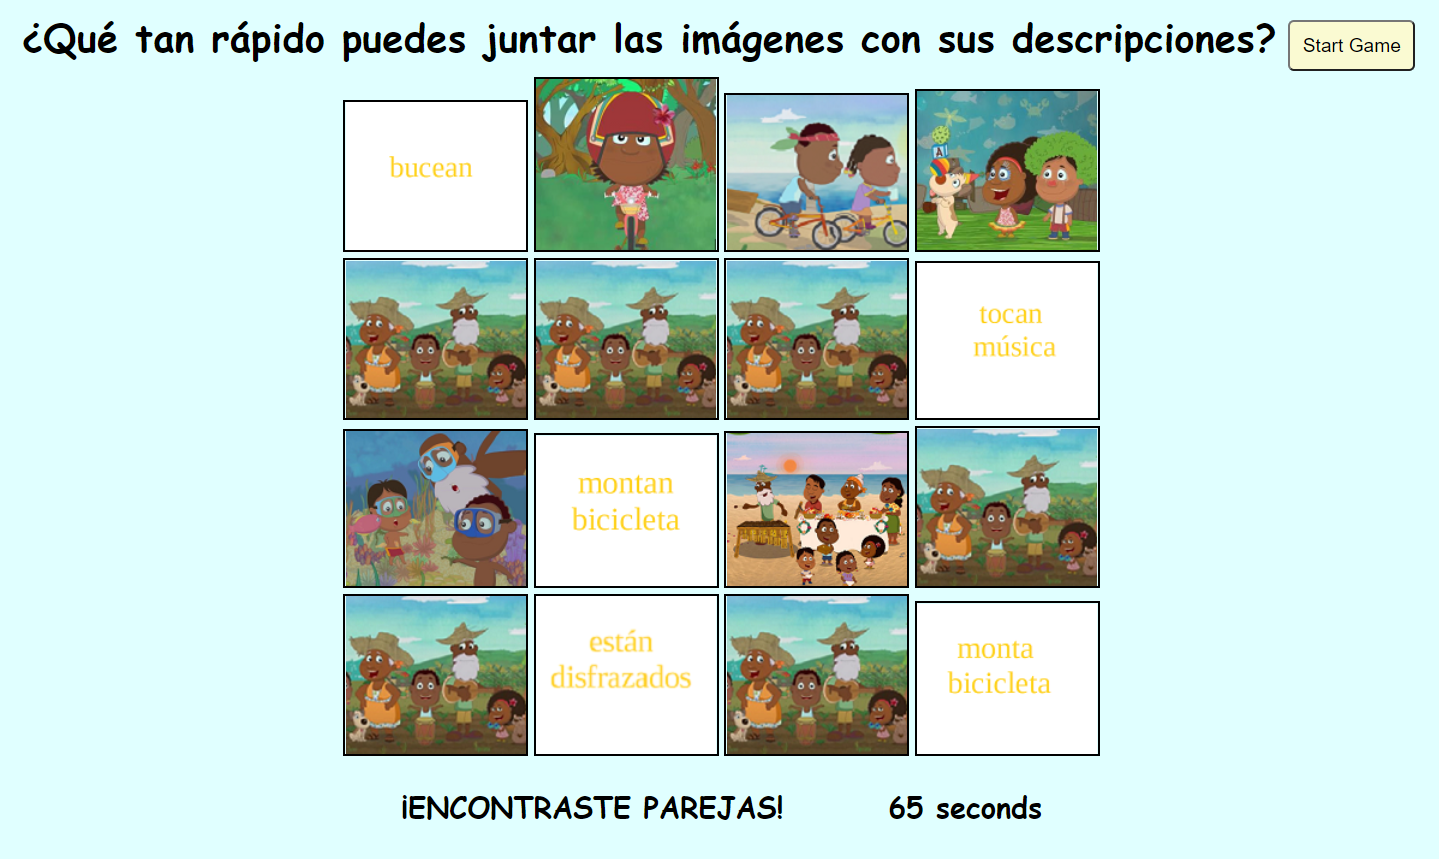 ¿Qué tan rápido puedes juntar las imágenes con sus descripciones?
Start Game
bucean
A
tocan
música
montan
bicicleta
están
disfrazados
monta
bicicleta
¡ENCONTRASTE PAREJAS!
65 seconds